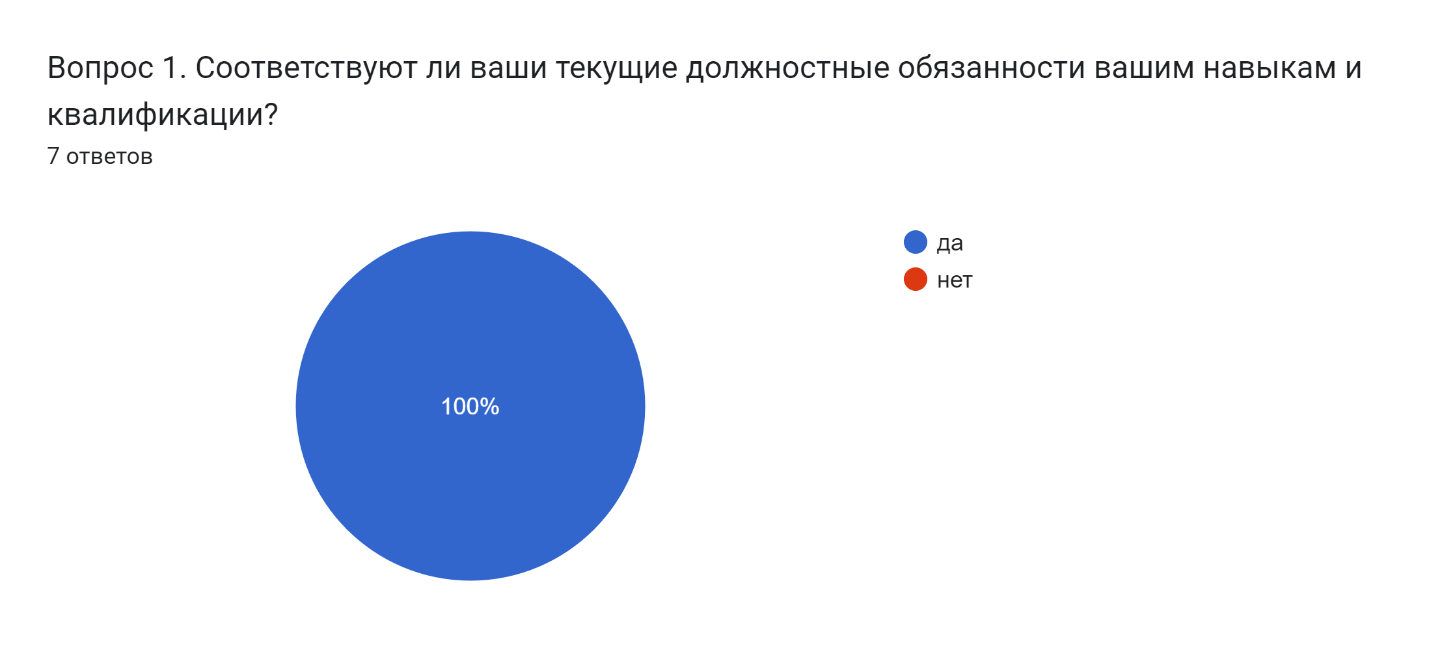 Вопрос 1. Соответствуют ли ваши текущие должностные обязанности вашим навыкам и
квалификации?
7 ответов
да
нет
100%